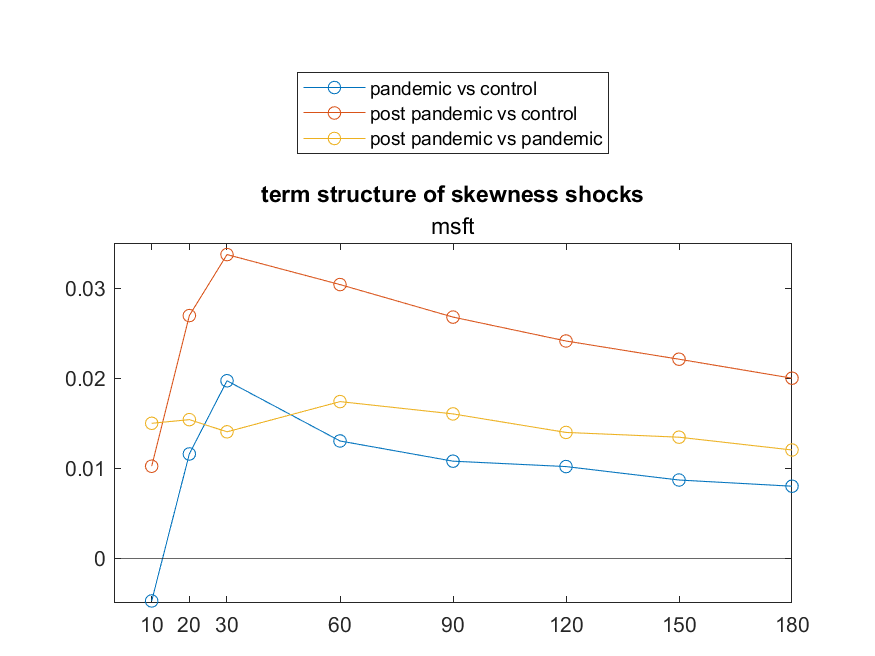 pandemic vs control
post pandemic vs control
post pandemic vs pandemic
term structure of skewness shocks
msft
0.03
0.02
0.01
0
10 20 30 60 90 120 150 180